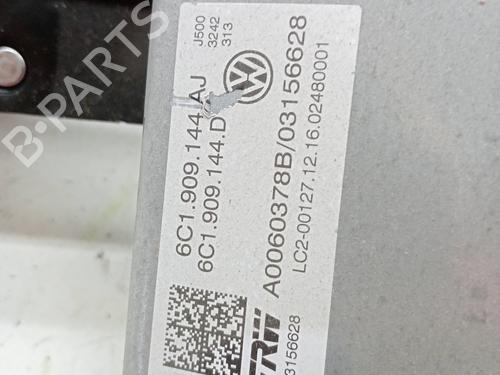 J500
3242
313
6C1.909.144.AJ
6C1.909.144.D
A0060378B/03156628
LC2-00127,12.16.02480001
TRW
3156628
B-PARTS